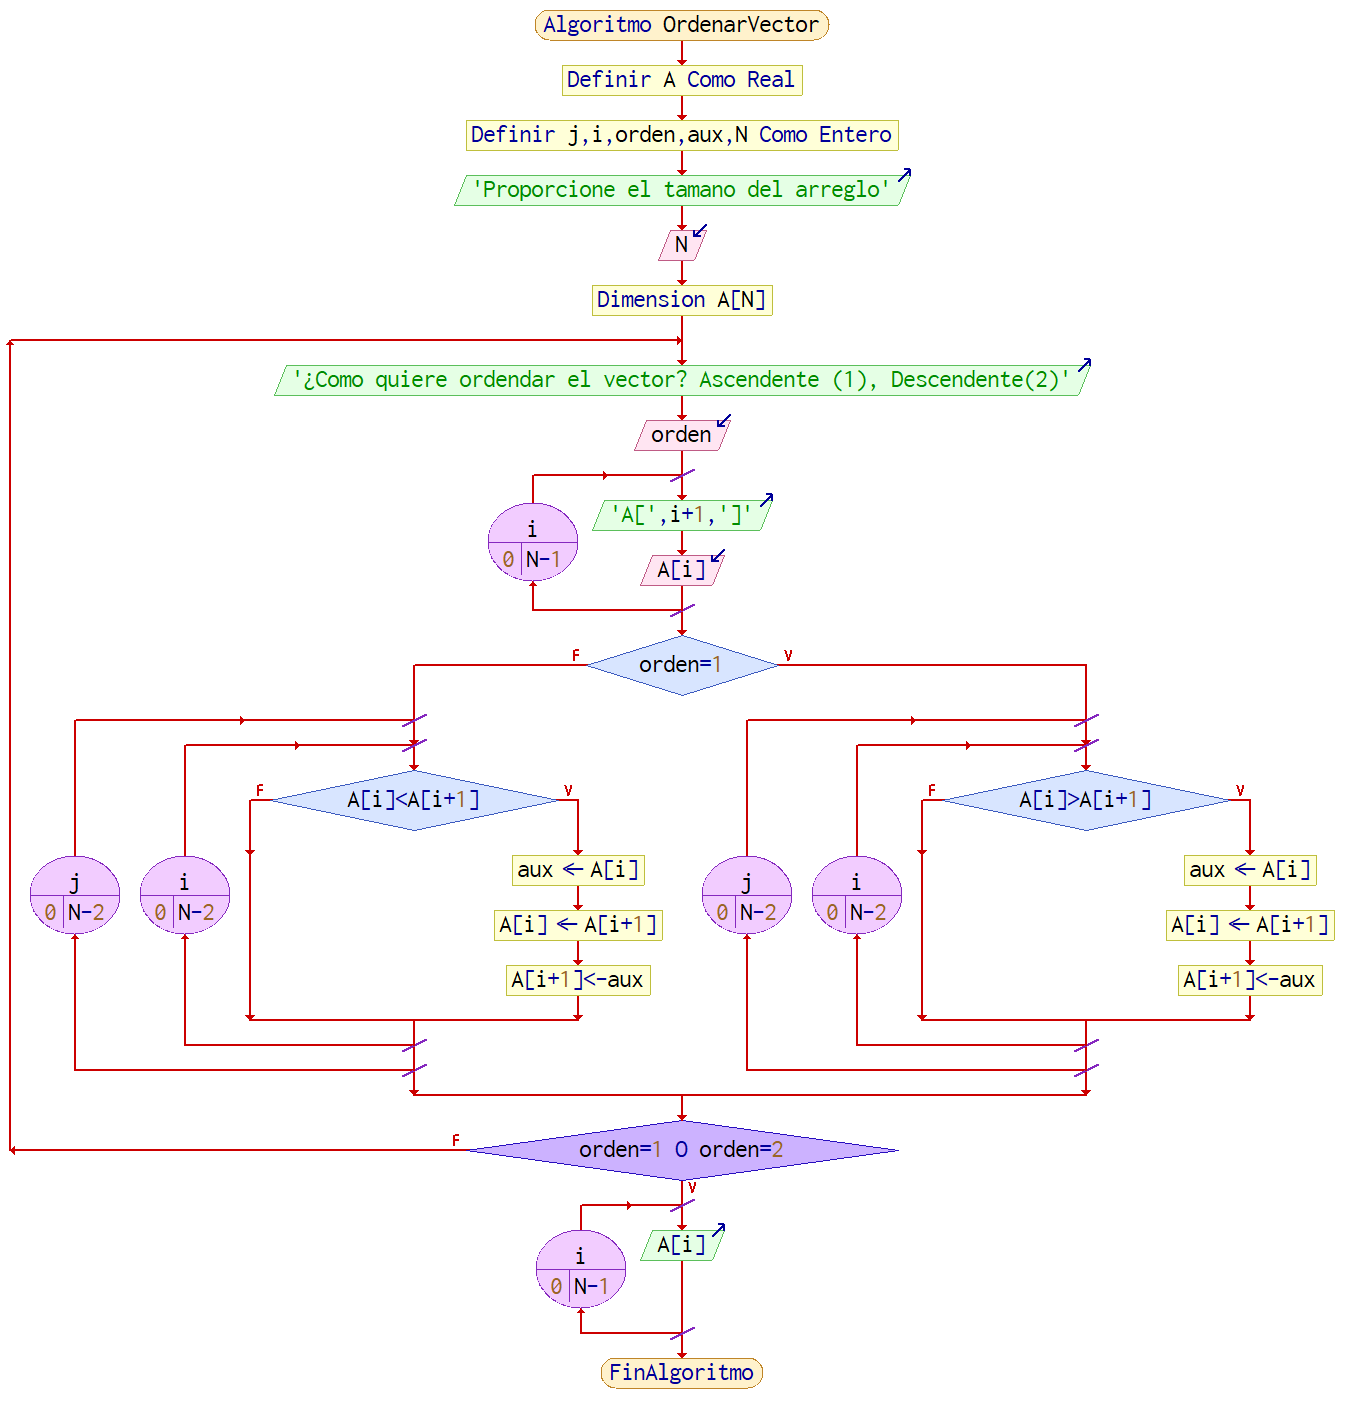 Algoritmo OrdenarVector
Definir A Como Real
Definir j,i,orden,aux,N Como Entero
'Proporcione el tamano del arreglo'
N
Dimension A[N]
'¿Como quiere ordendar el vector? Ascendente (1), Descendente(2)'
orden
'A[',i+1,']'
i
0 N-1
A[i]
orden=1
F
V
A[i]<A[i+1]
F
V
j
0 N-2
i
0 N-2
aux ← A[i]
A[i] ← A[i+1]
A[i+1]<-aux
A[i]>A[i+1]
F
V
j
0 N-2
i
0 N-2
aux ← A[i]
A[i] ← A[i+1]
A[i+1]<-aux
orden=1 O orden=2
F
V
A[i]
i
0 N-1
FinAlgoritmo